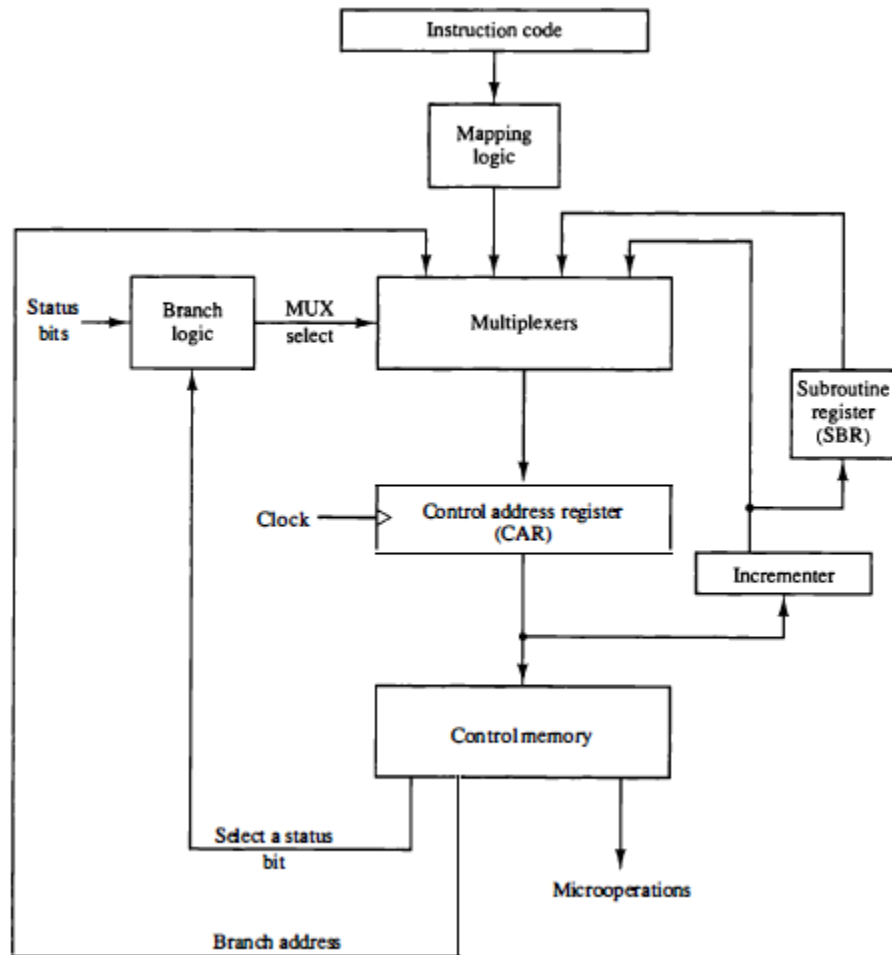 Instruction code
Mapping
logic
Status
bits
Branch
logic
MUX
select
Multiplexers
Subroutine
register
(SBR)
Clock
Control address register
(CAR)
Incrementer
Control memory
Select a status
bit
Microoperations
Branch address